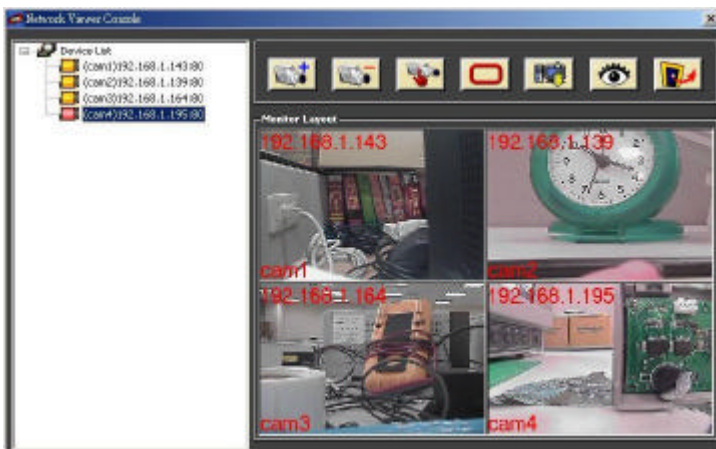 Network Viewer Console
Device List
(cam1)192.168.1.143:80
(cam2)192.168.1.139:80
(cam3)192.168.1.164:80
(cam4)192.168.1.195:80
Monitor Layout
192.168.1.143
192.168.1.139
cam1
cam2
192.168.1.164
192.168.1.195
cam3
cam4